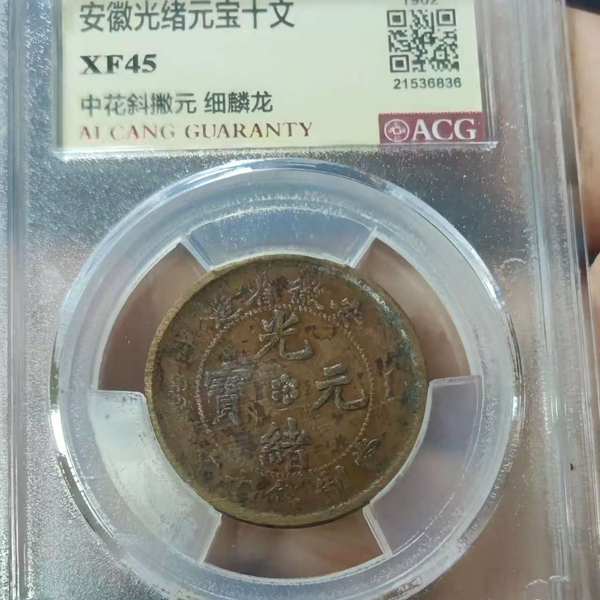 安徽光绪元宝十文
1902
XF45
21536836
中花斜撇元 细麟龙
AI CANG GUARANTY
ACG
光
寶 元
緒